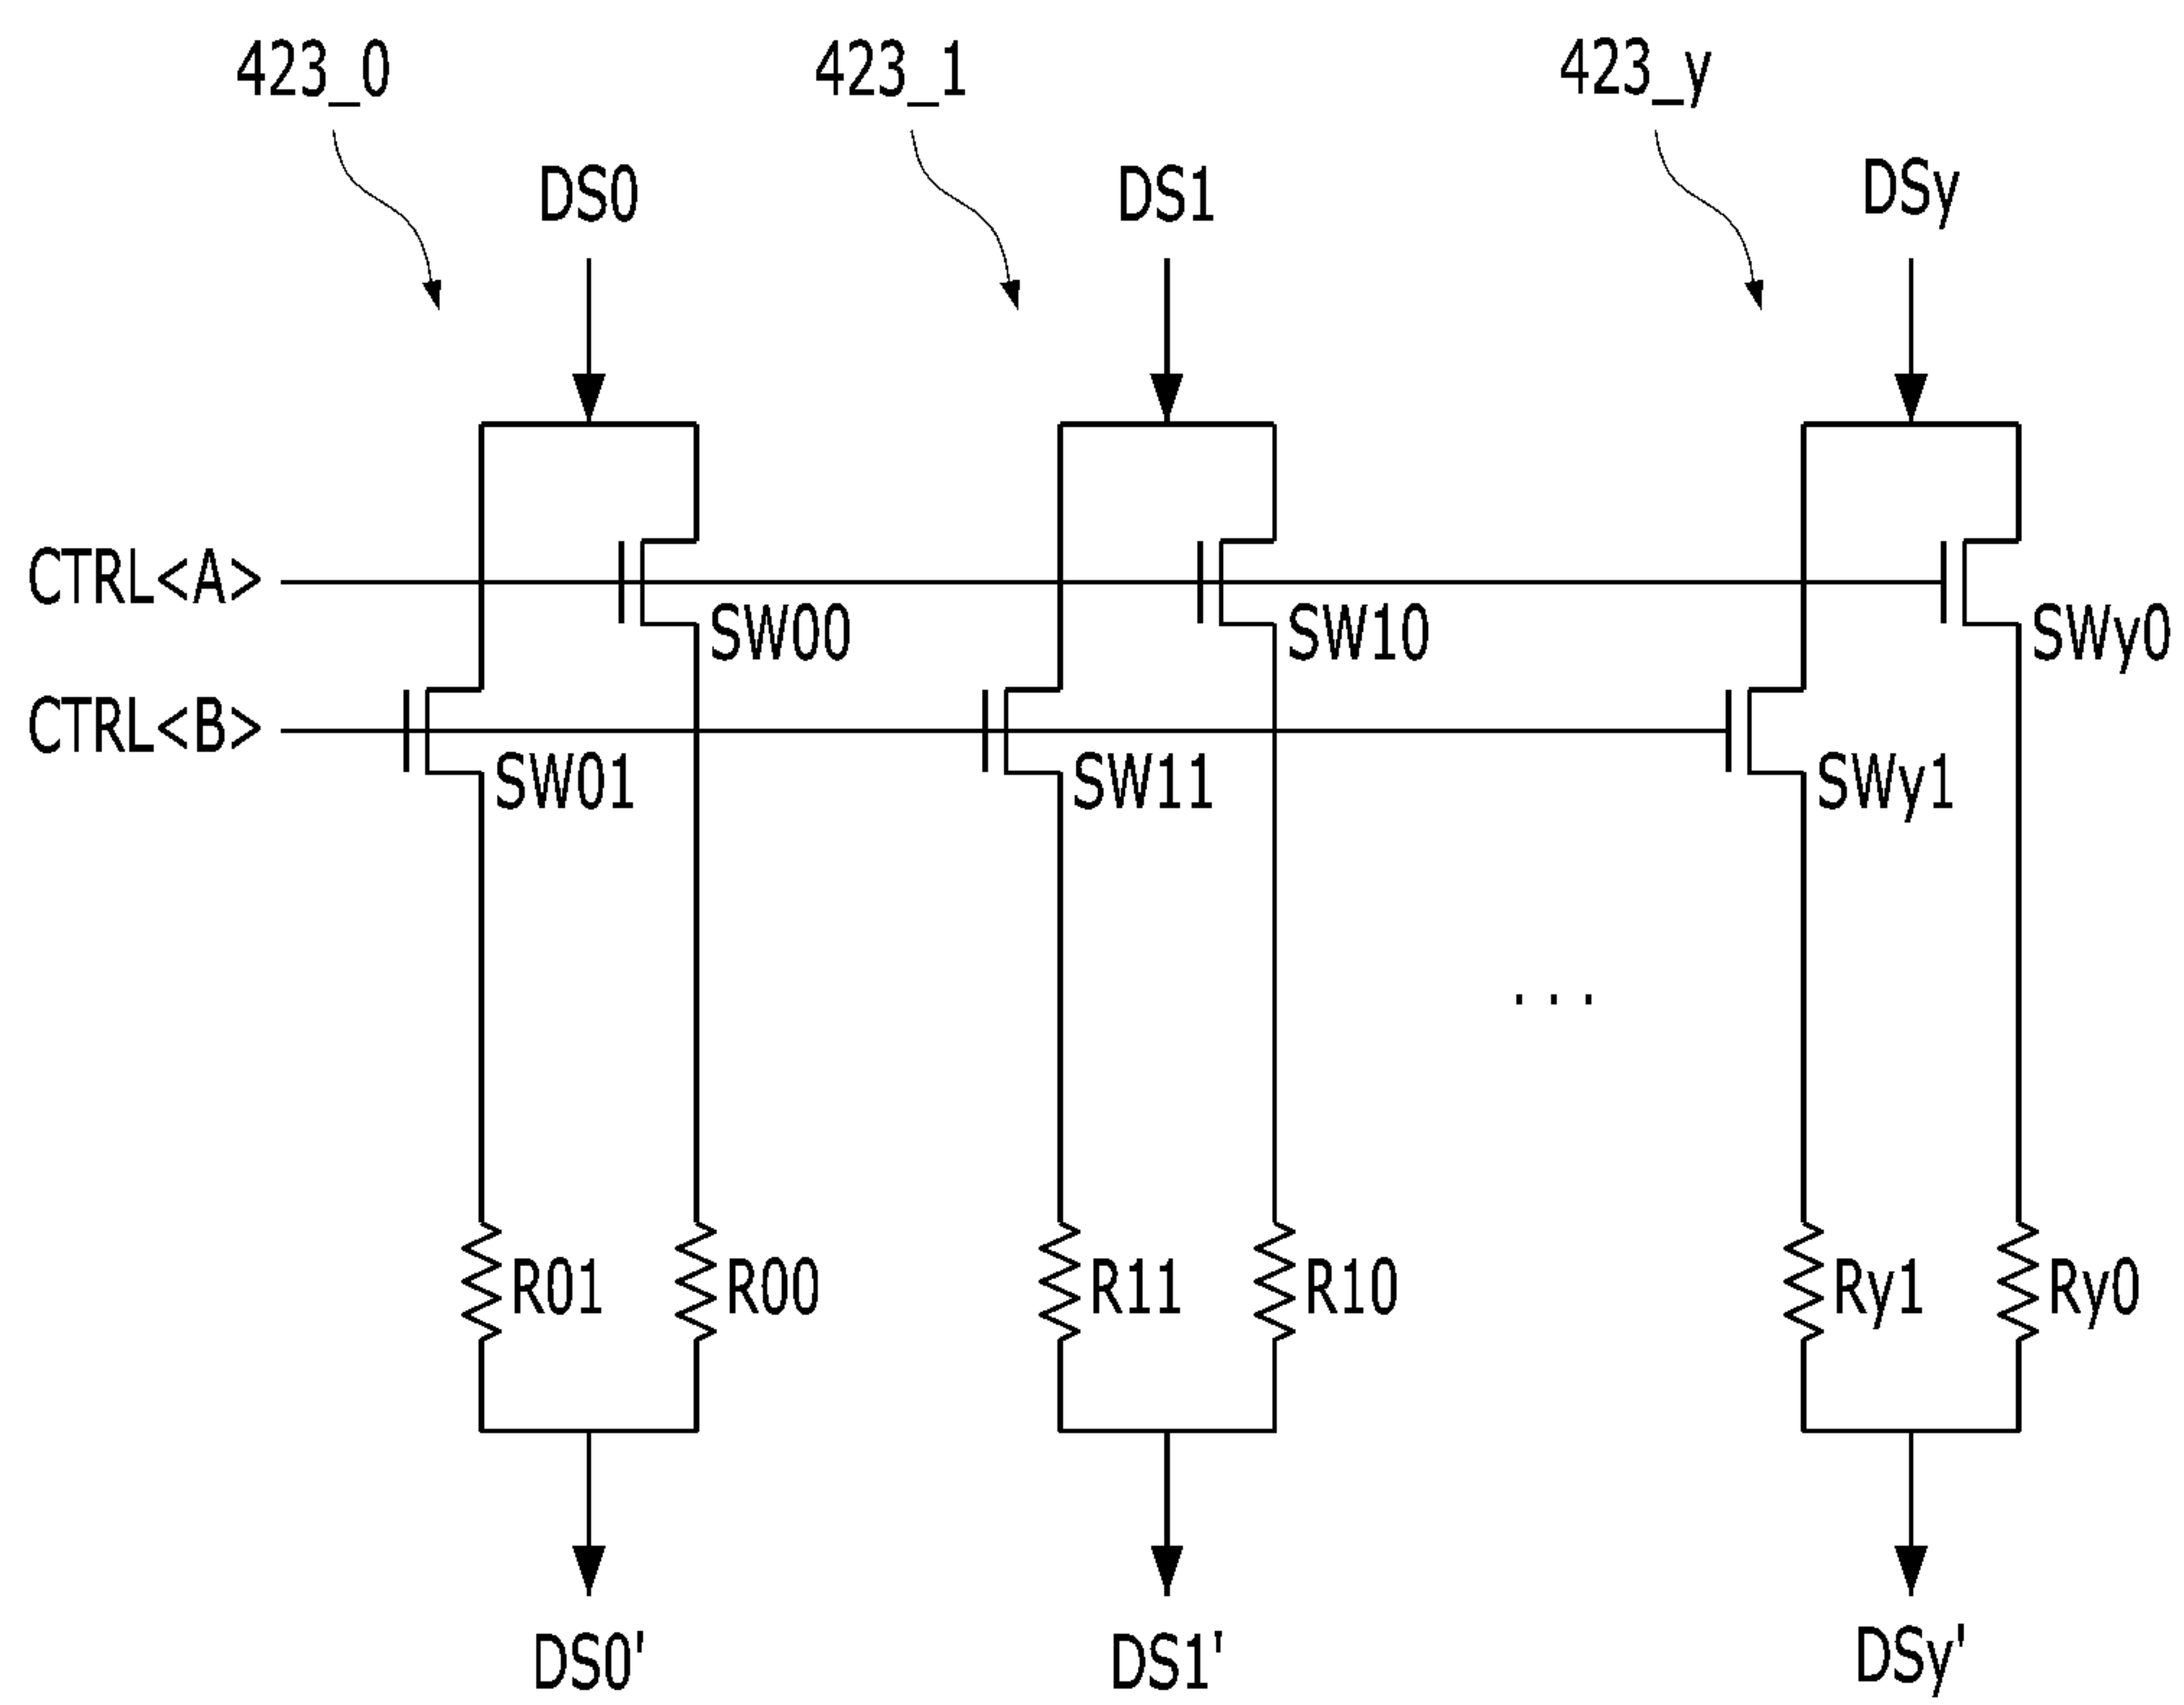 423_0 423_1 423_y
DS0 DS1 DSy
CTRL<A>
SW00 SW10 SWy0
CTRL<B>
SW01 SW11 SWy1
...
R01 R00 R11 R10 Ry1 Ry0
DS0' DS1' DSy'